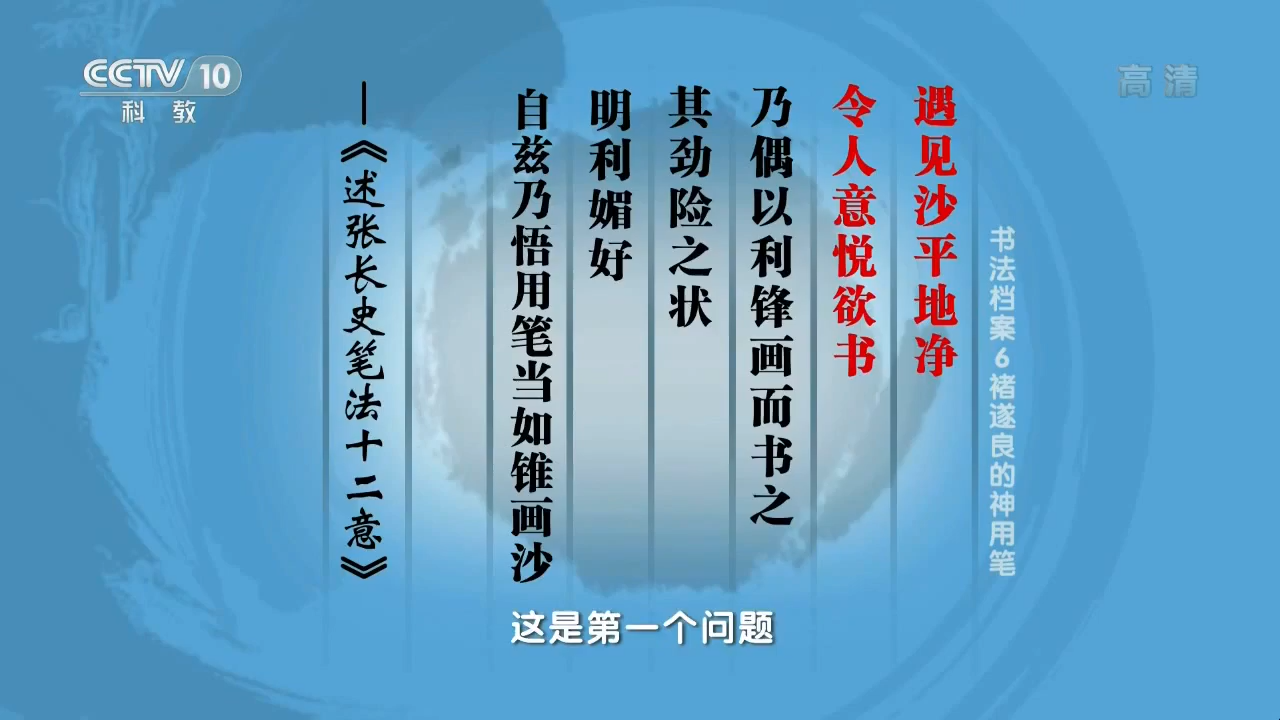 CCTV 10
科教
高清
书法档案6褚遂良的神用笔
遇见沙平地净
令人意悦欲书
乃偶以利锋画而书之
其劲险之状
明利媚好
自兹乃悟用笔当如锥画沙
—《述张长史笔法十二意》
这是第一个问题